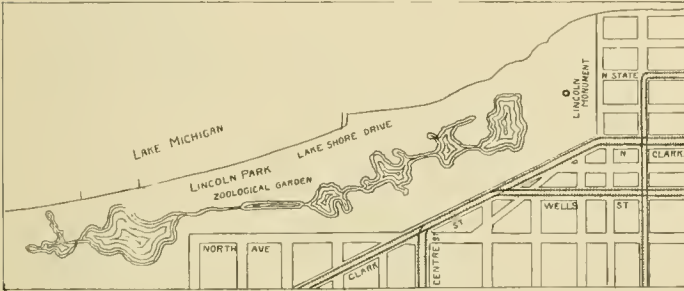 LAKE MICHIGAN
LAKE SHORE DRIVE
LINCOLN PARK
ZOOLOGICAL GARDEN
LINCOLN
MONUMENT
N STATE
N CLARK
WELLS ST
NORTH AVE
CLARK
ST
CENTRE ST